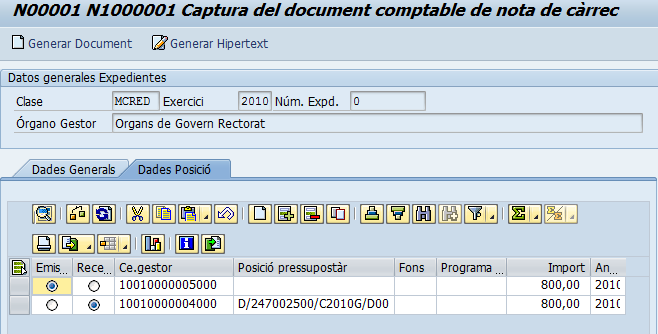 N00001 N1000001 Captura del document comptable de nota de càrrec
Generar Document Generar Hipertext
Datos generales Expedientes
Clase MCRED Exercici 2010 Núm. Expd. 0
Órgano Gestor Organs de Govern Rectorat
Dades Generals Dades Posició
Emis... Rece... Ce.gestor Posició pressupostàr Fons Programa ... Import An...
10010000005000 800,00 2010
10010000004000 D/247002500/C2010G/D00 800,00 2010